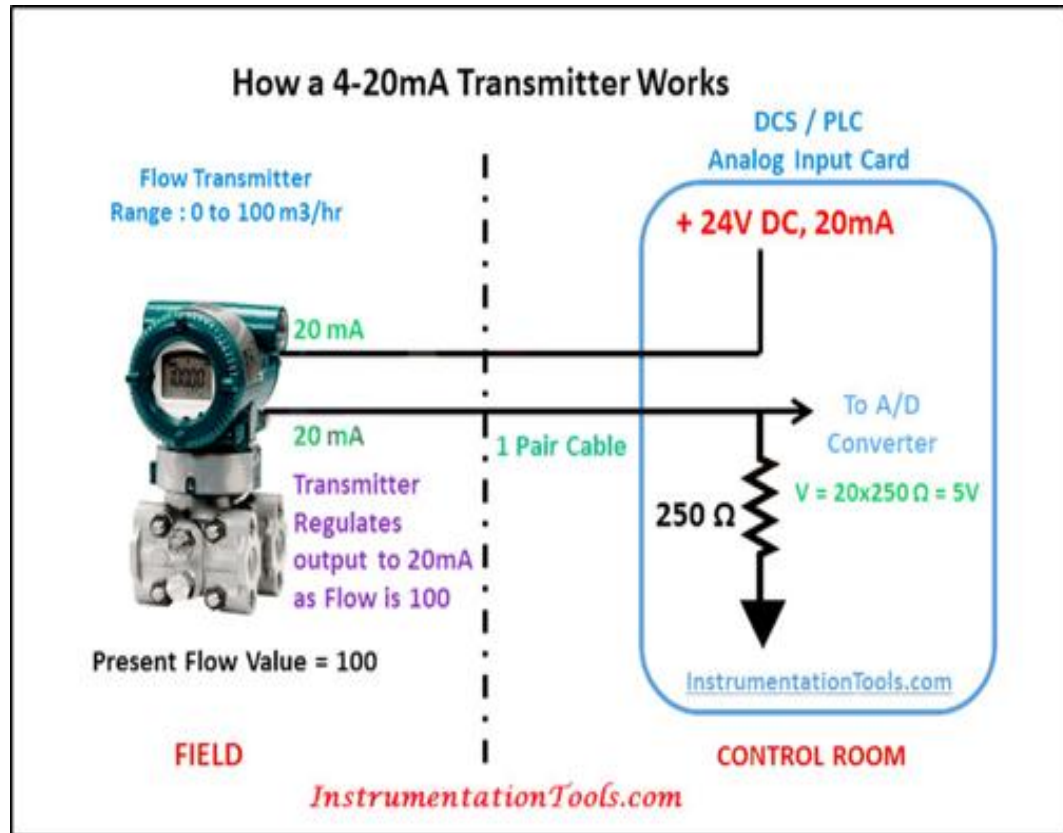 How a 4-20mA Transmitter Works
DCS / PLC
Analog Input Card
Flow Transmitter
Range : 0 to 100 m3/hr
+ 24V DC, 20mA
20 mA
20 mA
1 Pair Cable
To A/D
Converter
V = 20x250 Ω = 5V
250 Ω
Transmitter
Regulates
output to 20mA
as Flow is 100
Present Flow Value = 100
InstrumentationTools.com
FIELD
CONTROL ROOM
InstrumentationTools.com